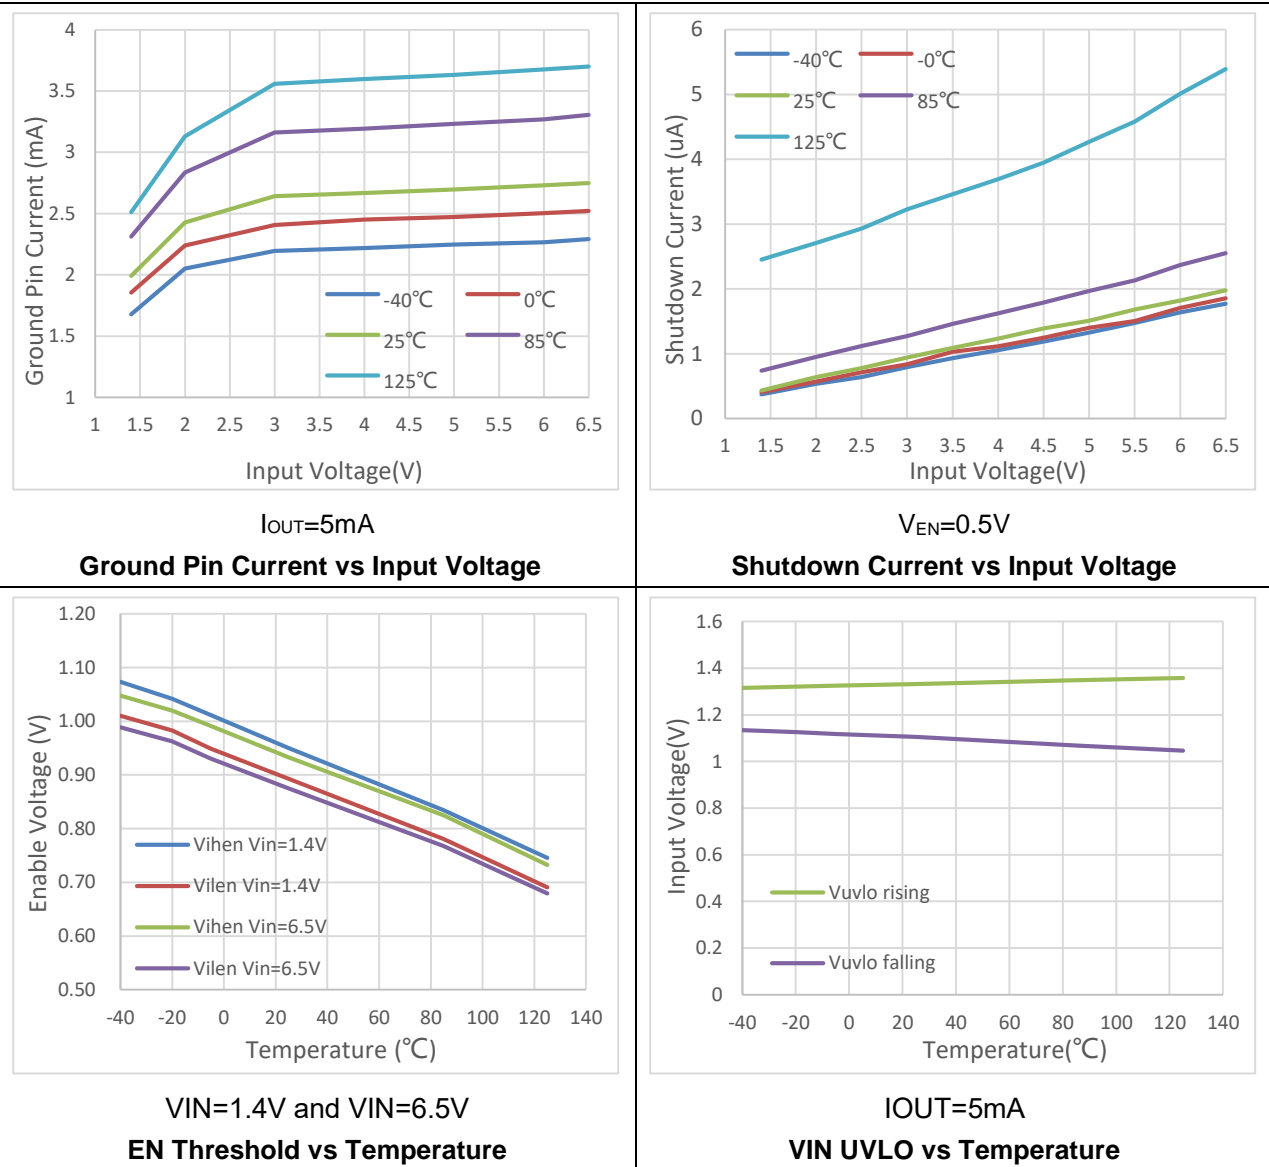 4
3.5
3
2.5
2
1.5
1
Ground Pin Current (mA)
-40℃
0℃
25℃
85℃
125℃
1 1.5 2 2.5 3 3.5 4 4.5 5 5.5 6 6.5
Input Voltage(V)
IOUT=5mA
Ground Pin Current vs Input Voltage
6
5
4
3
2
1
0
Shutdown Current (uA)
-40℃
-0℃
25℃
85℃
125℃
1 1.5 2 2.5 3 3.5 4 4.5 5 5.5 6 6.5
Input Voltage(V)
VEN=0.5V
Shutdown Current vs Input Voltage
1.20
1.10
1.00
0.90
0.80
0.70
0.60
0.50
Enable Voltage (V)
Vihen Vin=1.4V
Vilen Vin=1.4V
Vihen Vin=6.5V
Vilen Vin=6.5V
-40 -20 0 20 40 60 80 100 120 140
Temperature (℃)
VIN=1.4V and VIN=6.5V
EN Threshold vs Temperature
1.6
1.4
1.2
1
0.8
0.6
0.4
0.2
0
Input Voltage(V)
Vuvlo rising
Vuvlo falling
-40 -20 0 20 40 60 80 100 120 140
Temperature(℃)
IOUT=5mA
VIN UVLO vs Temperature